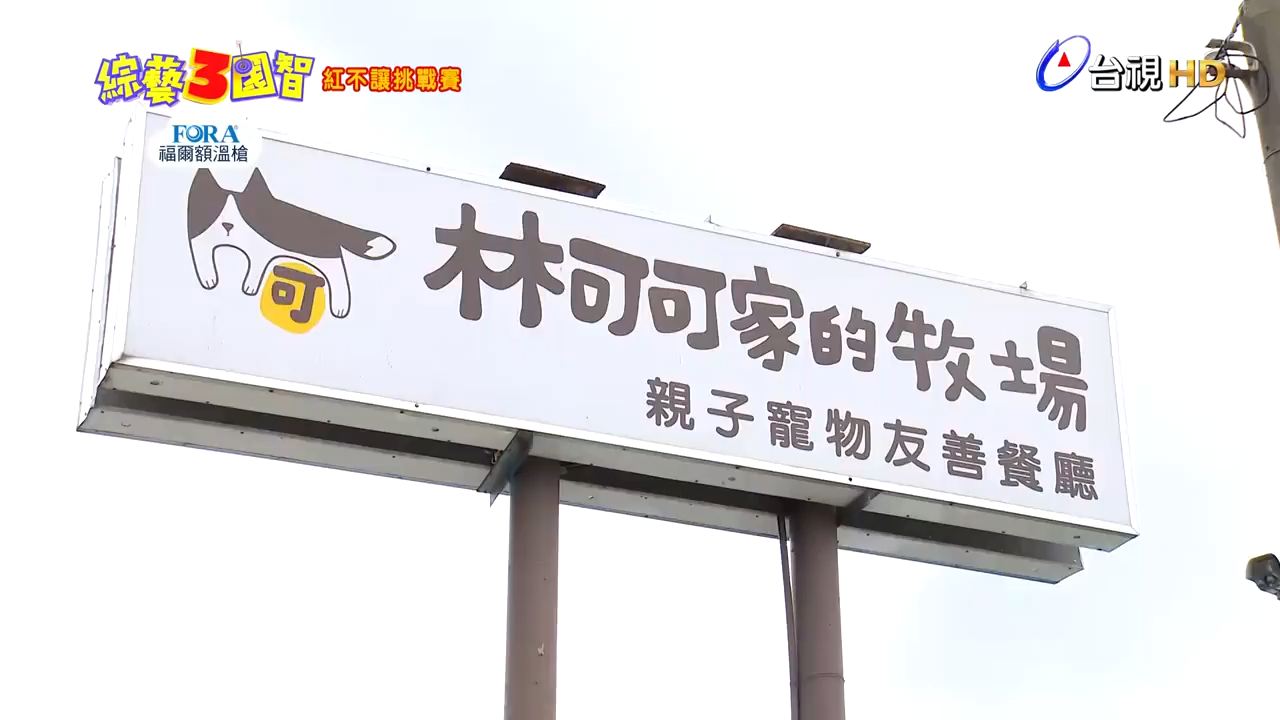 綜藝3國智 紅不讓挑戰賽
台視HD
FORA
福爾額溫槍
可
林可可家的牧場
親子寵物友善餐廳